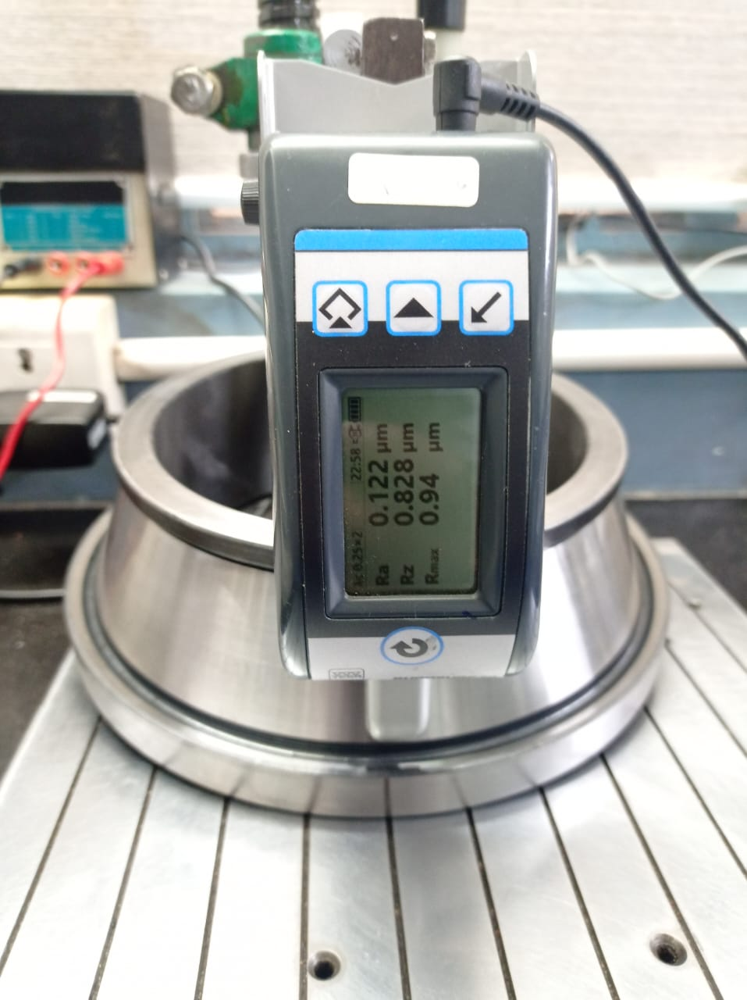 λc 0.25×2 22:58
Ra 0.122 µm
Rz 0.828 µm
Rmax 0.94 µm